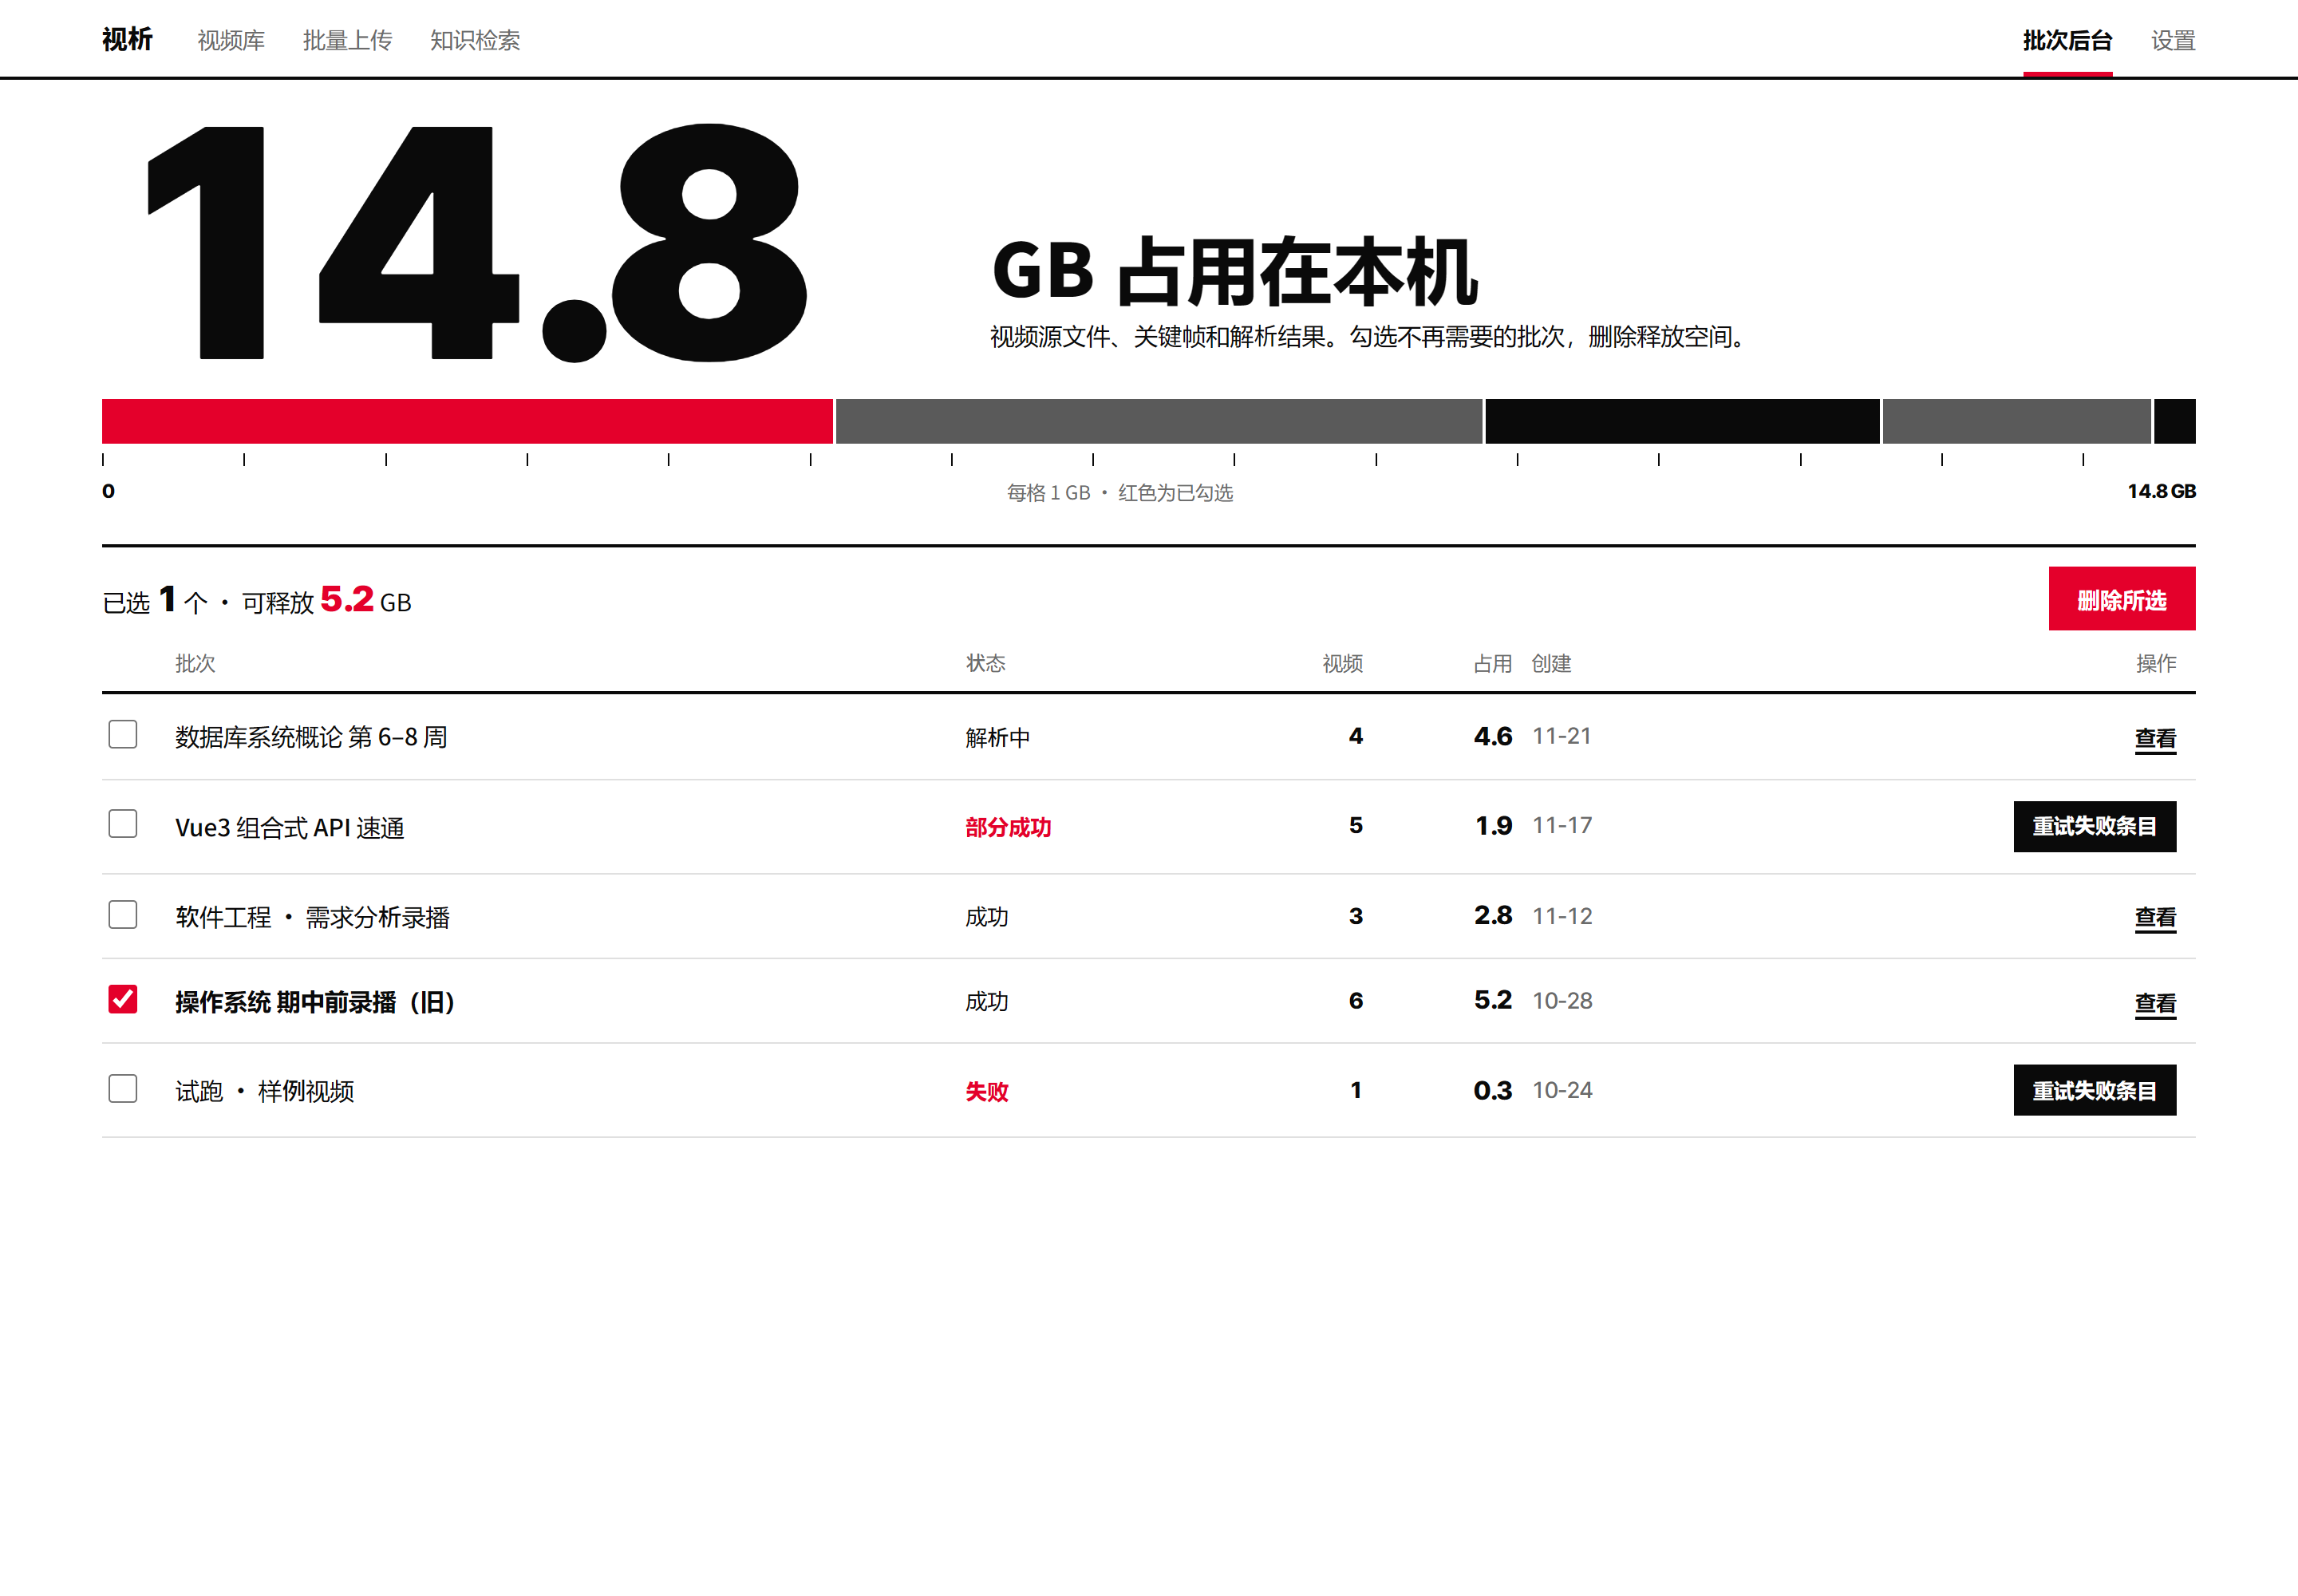 视析 视频库 批量上传 知识检索 批次后台 设置
14.8
GB 占用在本机
视频源文件、关键帧和解析结果。勾选不再需要的批次，删除释放空间。
0 每格 1 GB · 红色为已勾选 14.8 GB
已选 1 个 · 可释放 5.2 GB 删除所选
批次 状态 视频 占用 创建 操作
数据库系统概论 第 6–8 周 解析中 4 4.6 11-21 查看
Vue3 组合式 API 速通 部分成功 5 1.9 11-17 重试失败条目
软件工程 · 需求分析录播 成功 3 2.8 11-12 查看
操作系统 期中前录播（旧） 成功 6 5.2 10-28 查看
试跑 · 样例视频 失败 1 0.3 10-24 重试失败条目